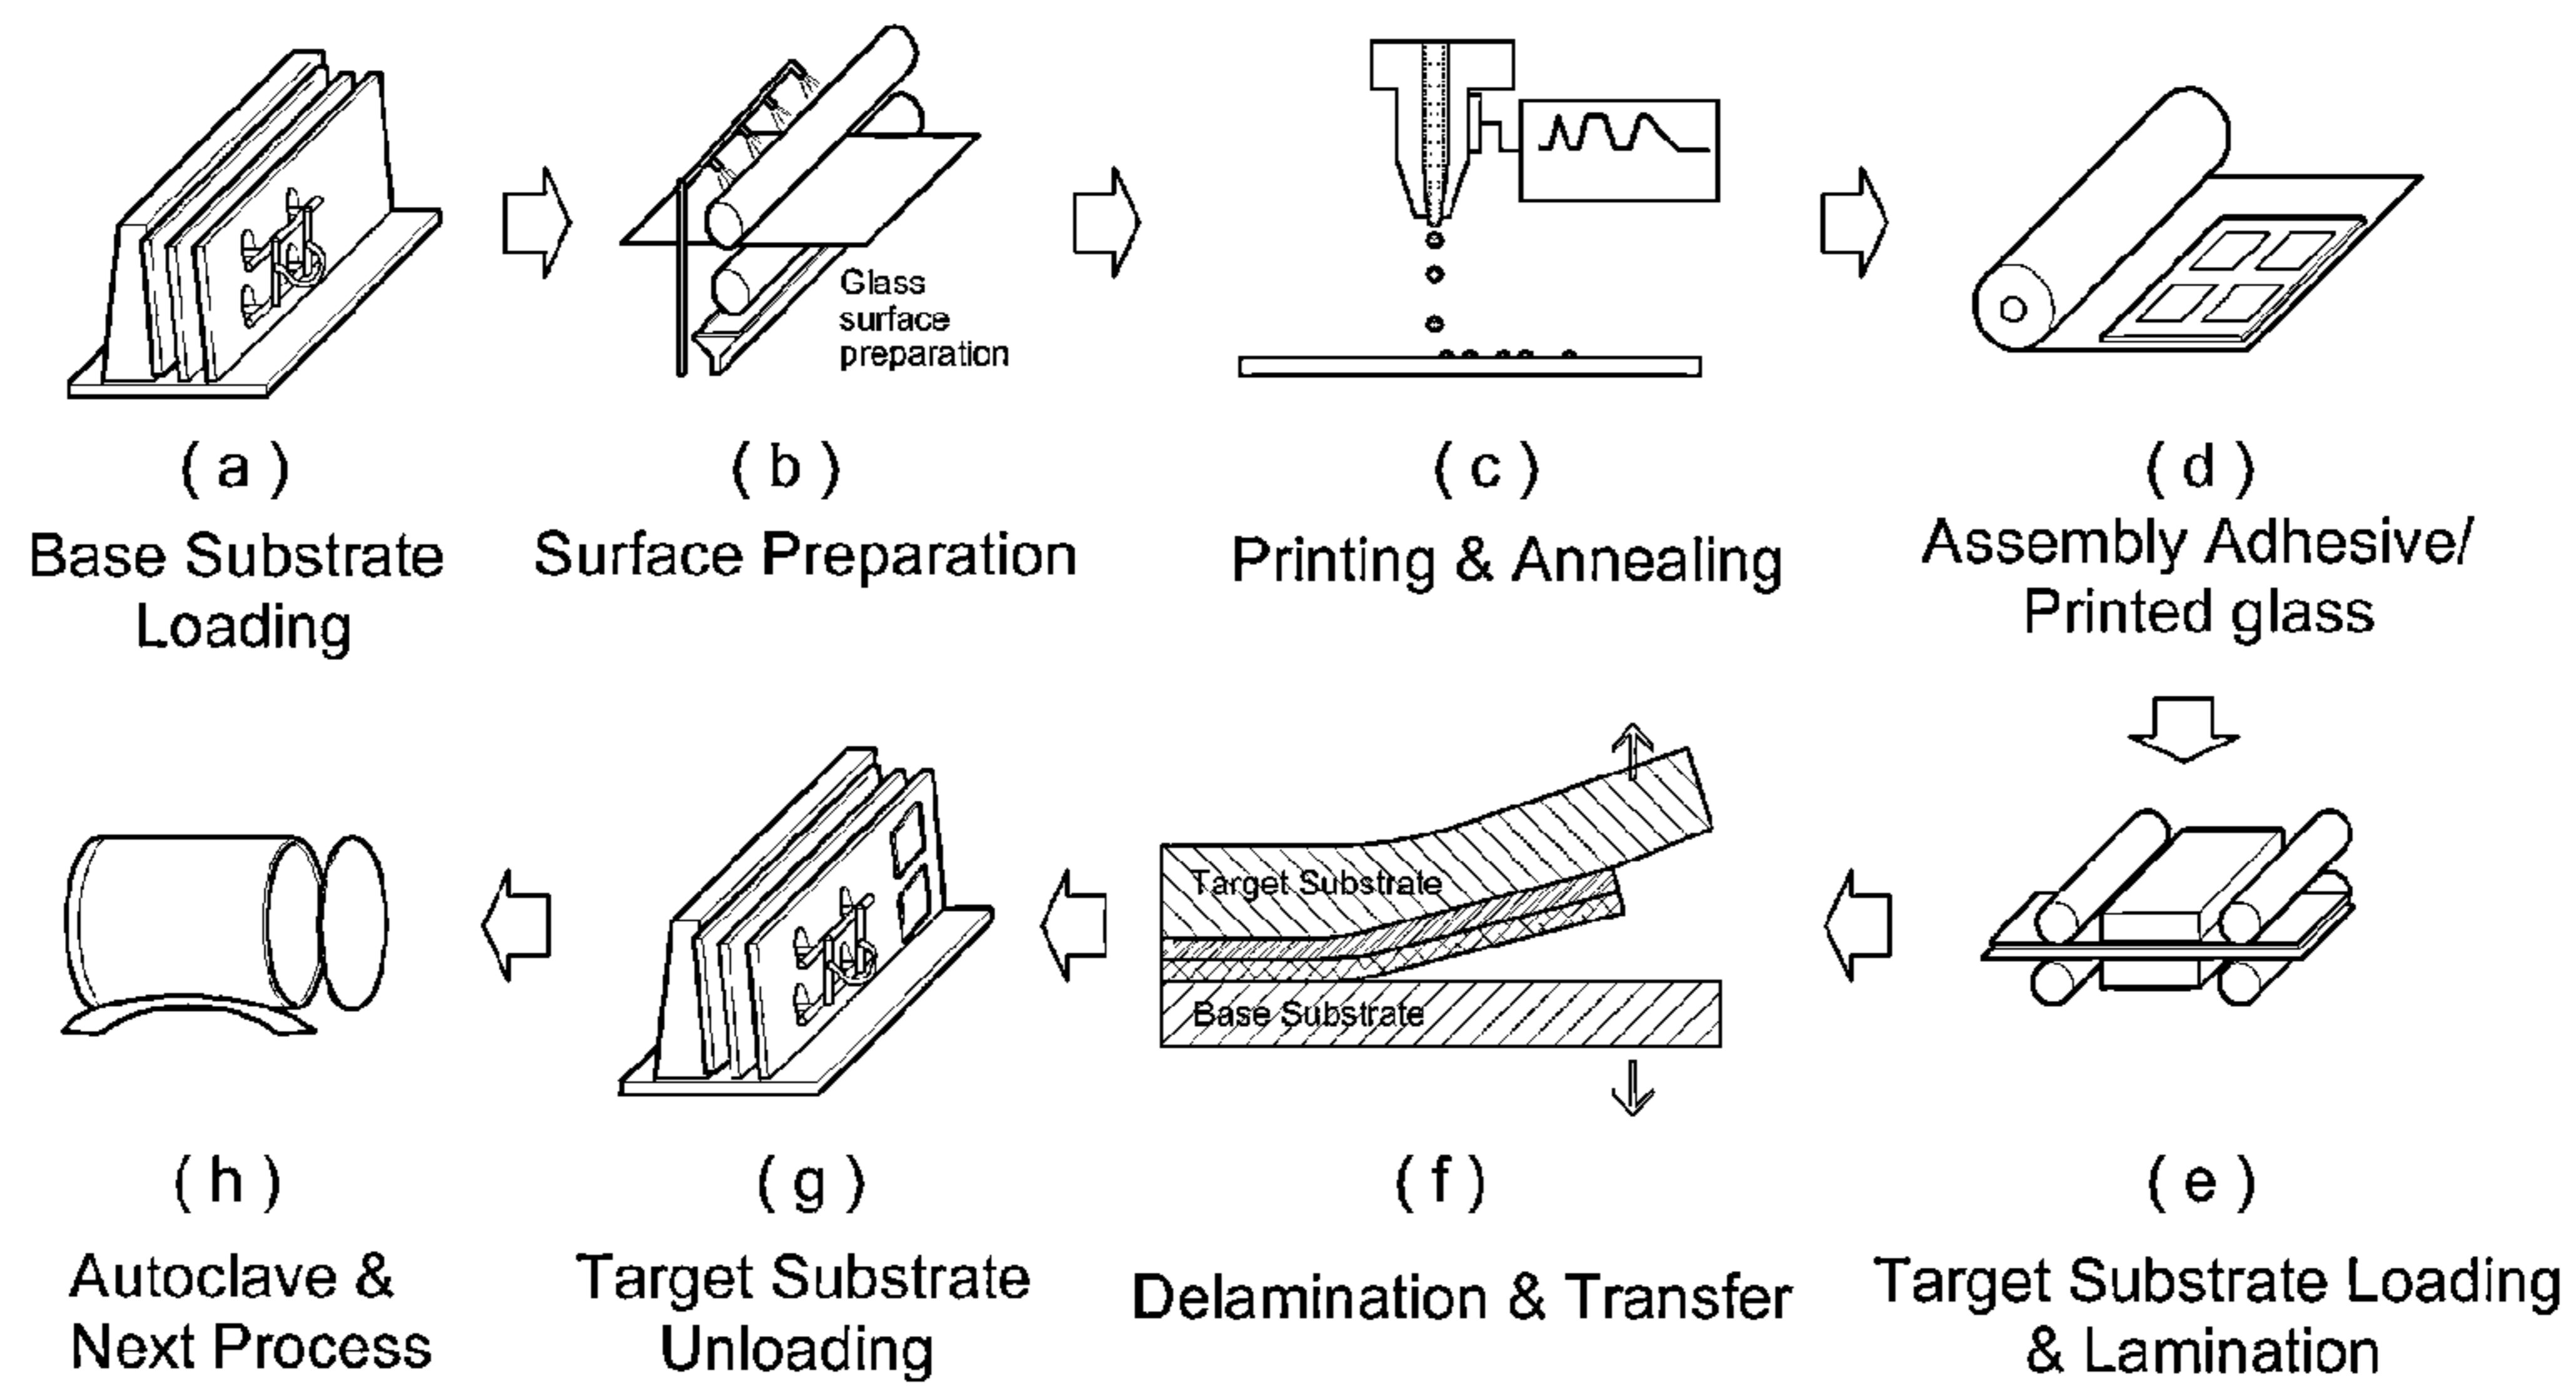 Glass
surface
preparation
( a )
( b )
( c )
( d )
Base Substrate
Loading
Surface Preparation
Printing & Annealing
Assembly Adhesive/
Printed glass
Target Substrate
Base Substrate
( h )
( g )
( f )
( e )
Autoclave &
Next Process
Target Substrate
Unloading
Delamination & Transfer
Target Substrate Loading
& Lamination